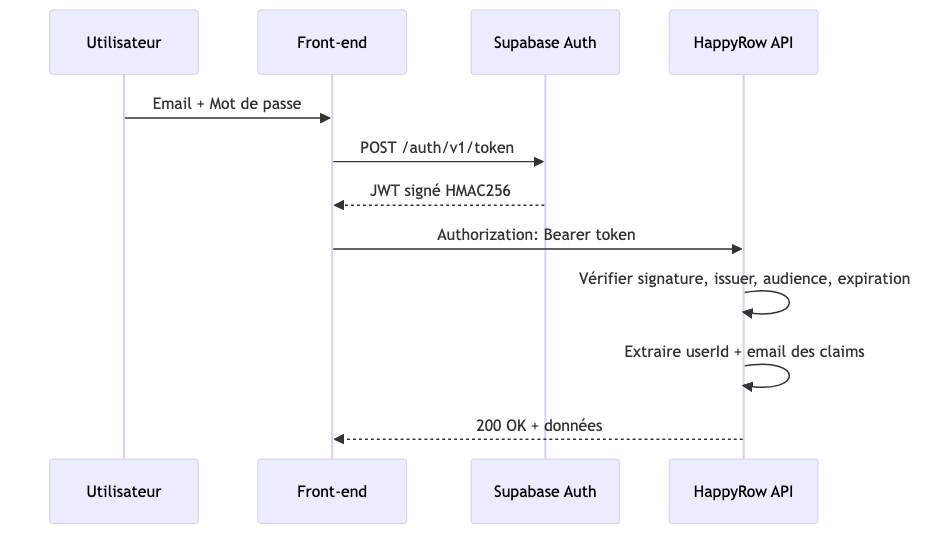 Utilisateur
Front-end
Supabase Auth
HappyRow API
Email + Mot de passe
POST /auth/v1/token
JWT signé HMAC256
Authorization: Bearer token
Vérifier signature, issuer, audience, expiration
Extraire userId + email des claims
200 OK + données
Utilisateur
Front-end
Supabase Auth
HappyRow API